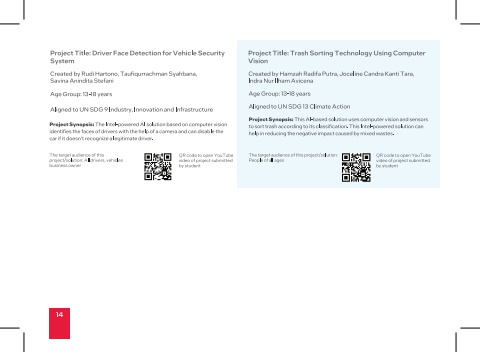 Project Title: Driver Face Detection for Vehicle Security
System
Created by Rudi Hartono, Taufiqurrachman Syahbana,
Savina Anindita Stefani
Age Group: 13-18 years
Aligned to UN SDG 9 Industry, Innovation and Infrastructure
Project Synopsis: The Intel-powered AI solution based on computer vision
identifies the faces of drivers with the help of a camera and can disable the
car if it doesn't recognize a legitimate driver.
The target audience of this
project/solution: All drivers, vehicles
business owner
QR code to open YouTube
video of project submitted
by student
Project Title: Trash Sorting Technology Using Computer
Vision
Created by Hamzah Radifa Putra, Joceline Candra Kanti Tara,
Indra Nur Ilham Avicena
Age Group: 13-18 years
Aligned to UN SDG 13 Climate Action
Project Synopsis: This AI-based solution uses computer vision and sensors
to sort trash according to its classification. This Intel-powered solution can
help in reducing the negative impact caused by mixed wastes.
The target audience of this project/solution:
People of all ages
QR code to open YouTube
video of project submitted
by student
14